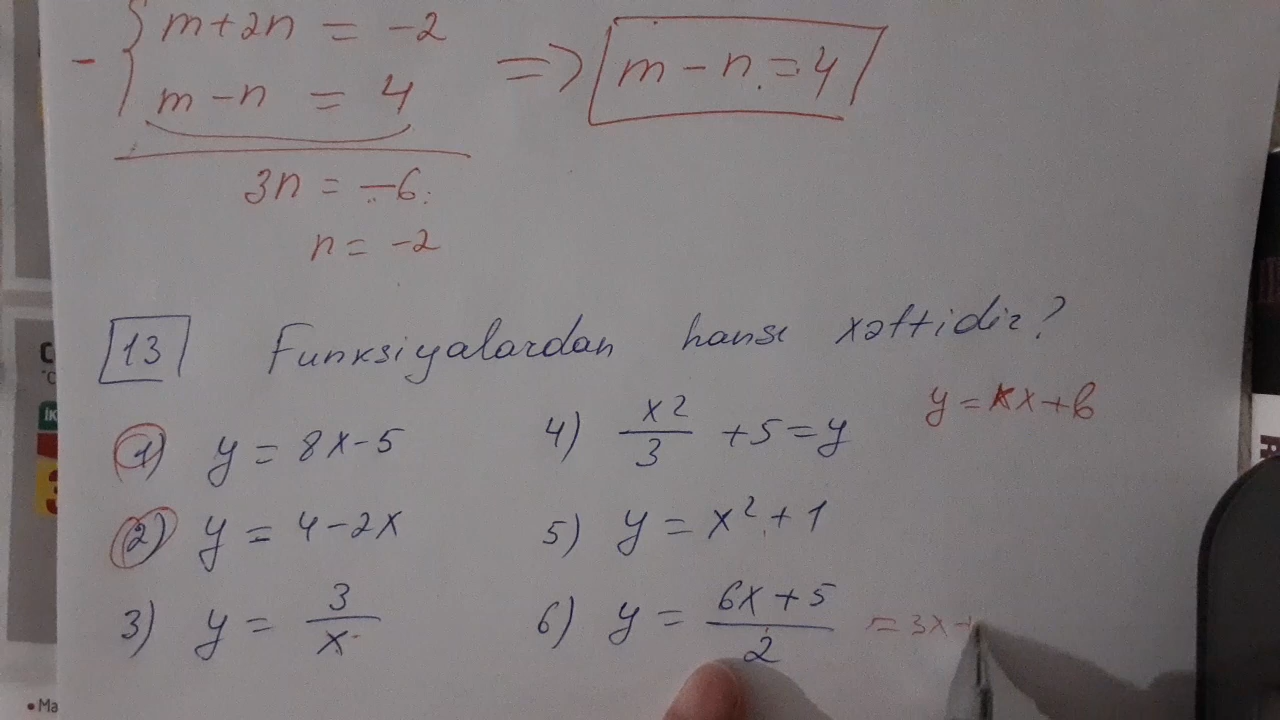 - { m+2n = -2
m-n = 4 => m-n=4
3n = -6
n = -2
13 Funksiyalardan hansı xəttidir?
y=kx+b
1) y = 8x-5
4) x2/3 +5=y
2) y = 4-2x
5) y = x²+1
3) y = 3/x
6) y = 6x+5/2 =3x+
Ma